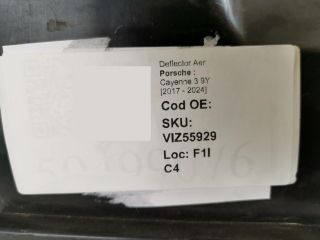 Deflector Aer
Porsche :
Cayenne 3 9Y
[2017 - 2024]
Cod OE:
SKU:
VIZ55929
Loc: F1I
C4